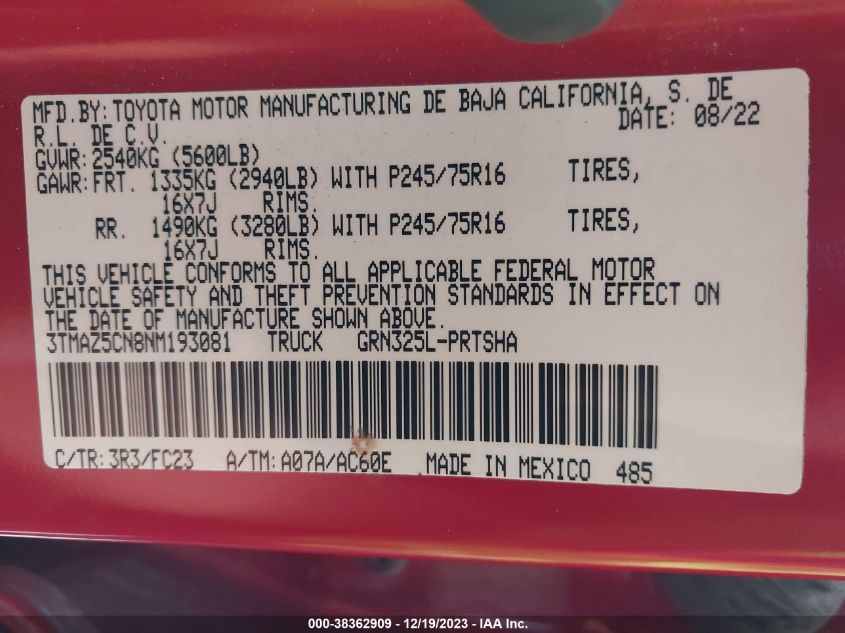 MFD.BY: TOYOTA MOTOR MANUFACTURING DE BAJA CALIFORNIA, S. DE
R.L. DE C.V. DATE: 08/22
GVWR: 2540KG (5600LB)
GAWR: FRT. 1335KG (2940LB) WITH P245/75R16 TIRES,
16X7J RIMS.
RR. 1490KG (3280LB) WITH P245/75R16 TIRES,
16X7J RIMS.
THIS VEHICLE CONFORMS TO ALL APPLICABLE FEDERAL MOTOR
VEHICLE SAFETY AND THEFT PREVENTION STANDARDS IN EFFECT ON
THE DATE OF MANUFACTURE SHOWN ABOVE.
3TMAZ5CN8NM193081 TRUCK GRN325L-PRTSHA
C/TR: 3R3/FC23 A/TM: A07A/AC60E MADE IN MEXICO 485
000-38362909 - 12/19/2023 - IAA Inc.